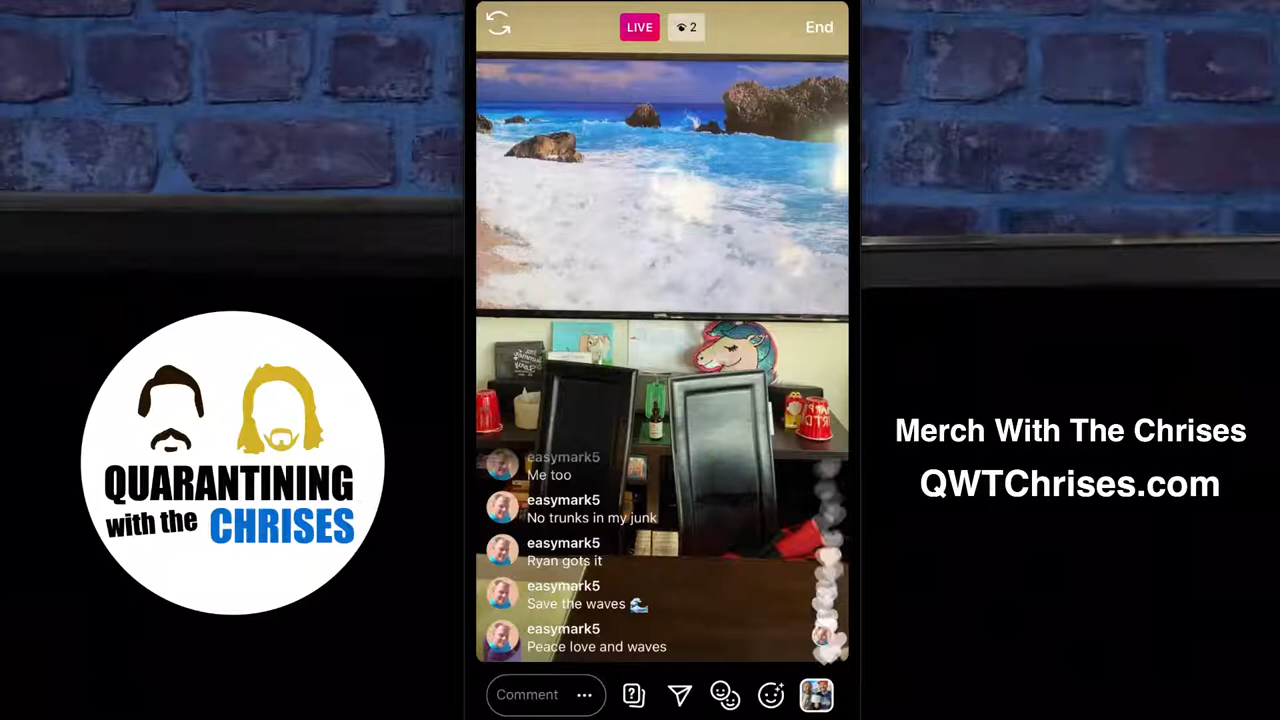 LIVE
2
End
easymark5
Me too
easymark5
No trunks in my junk
easymark5
Ryan gots it
easymark5
Save the waves 🌊
easymark5
Peace love and waves
Comment
QUARANTINING
with the CHRISES
Merch With The Chrises
QWTChrises.com